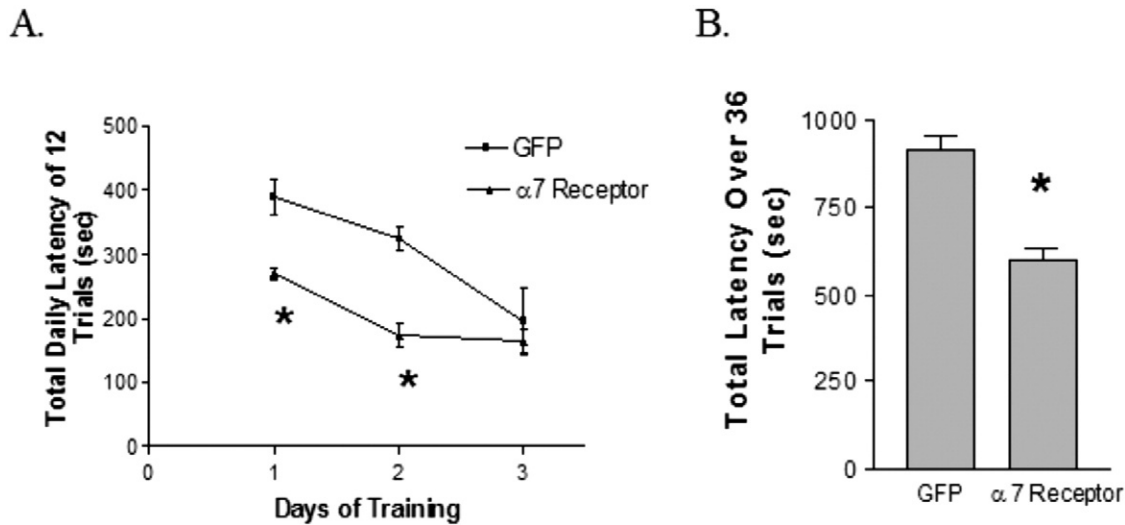 A.
Total Daily Latency of 12
Trials (sec)
500
400
300
200
100
0
GFP
α7 Receptor
*
*
0
1
2
3
Days of Training
B.
Total Latency Over 36
Trials (sec)
1000
750
500
250
0
*
GFP
α7 Receptor